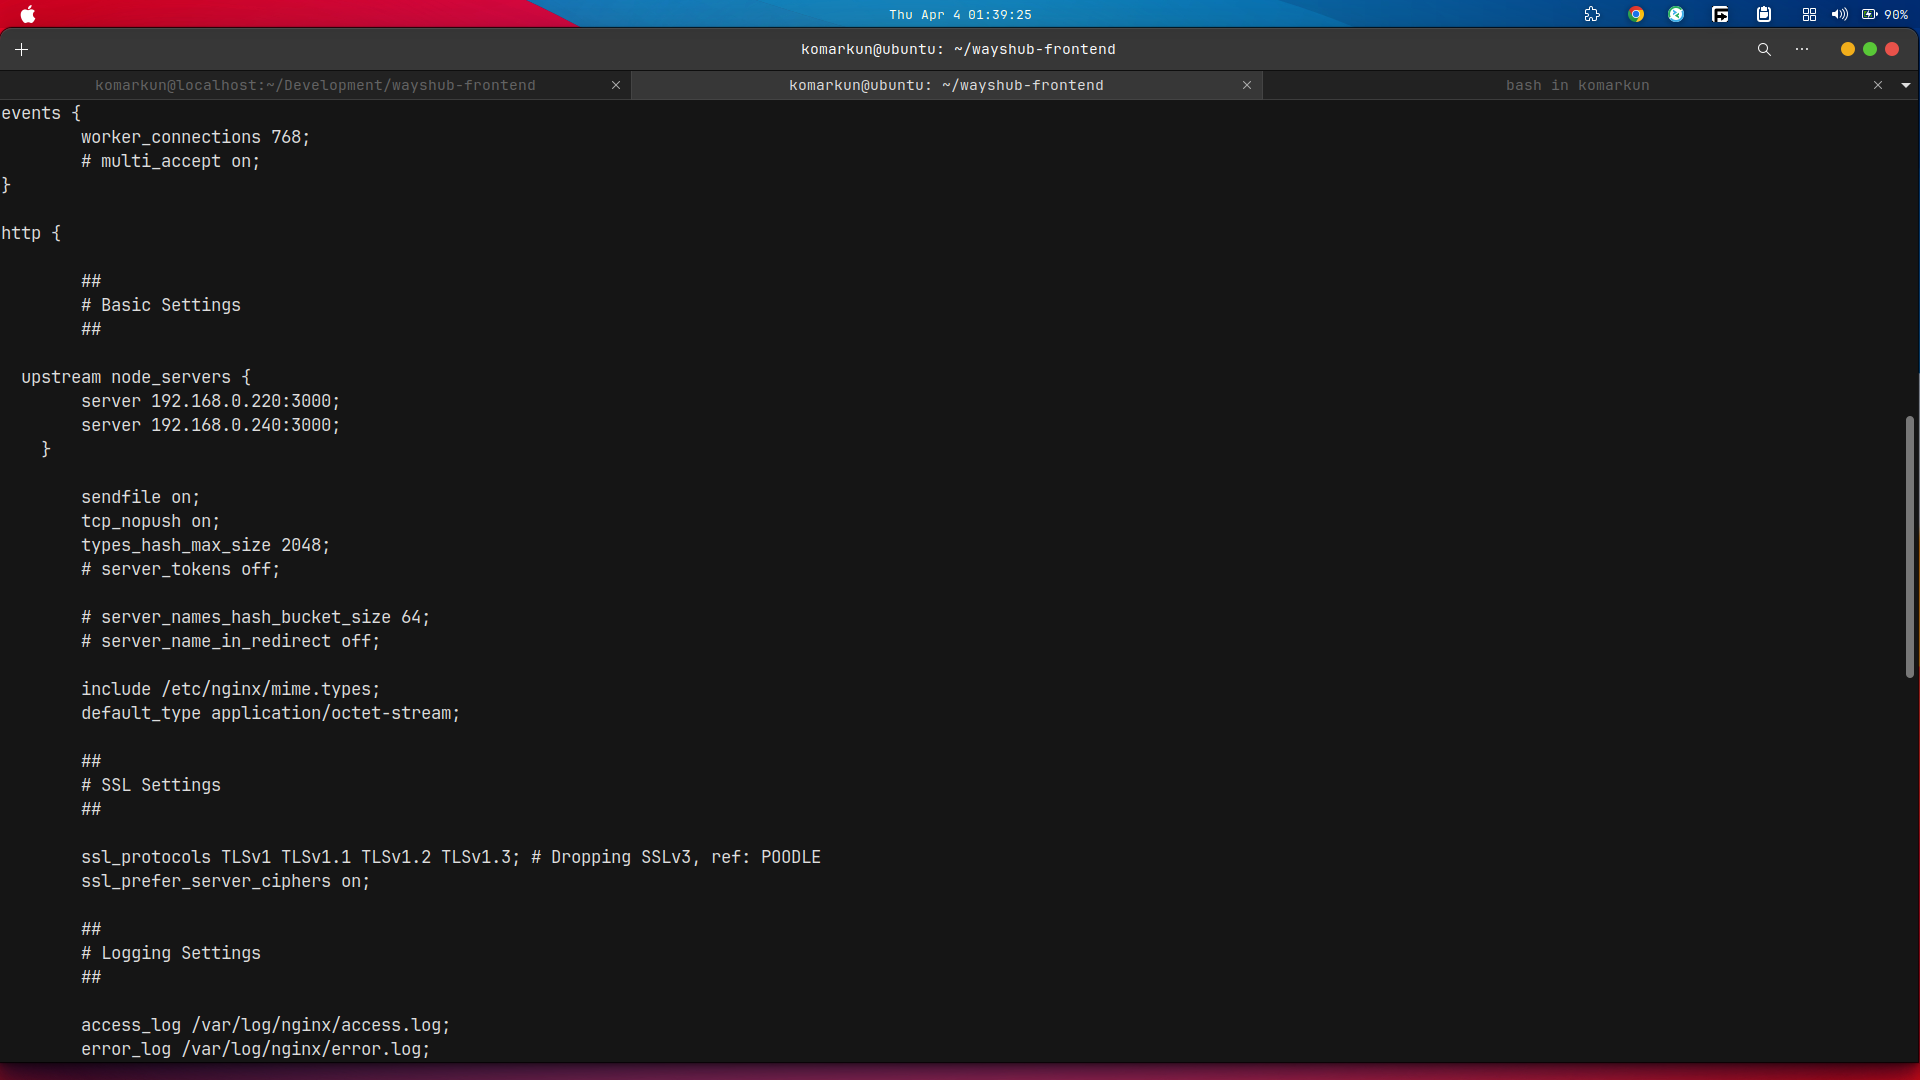 Thu Apr 4 01:39:25
90%
komarkun@ubuntu: ~/wayshub-frontend
komarkun@localhost:~/Development/wayshub-frontend
komarkun@ubuntu: ~/wayshub-frontend
bash in komarkun
events {
        worker_connections 768;
        # multi_accept on;
}

http {

        ##
        # Basic Settings
        ##

  upstream node_servers {
        server 192.168.0.220:3000;
        server 192.168.0.240:3000;
    }

        sendfile on;
        tcp_nopush on;
        types_hash_max_size 2048;
        # server_tokens off;

        # server_names_hash_bucket_size 64;
        # server_name_in_redirect off;

        include /etc/nginx/mime.types;
        default_type application/octet-stream;

        ##
        # SSL Settings
        ##

        ssl_protocols TLSv1 TLSv1.1 TLSv1.2 TLSv1.3; # Dropping SSLv3, ref: POODLE
        ssl_prefer_server_ciphers on;

        ##
        # Logging Settings
        ##

        access_log /var/log/nginx/access.log;
        error_log /var/log/nginx/error.log;